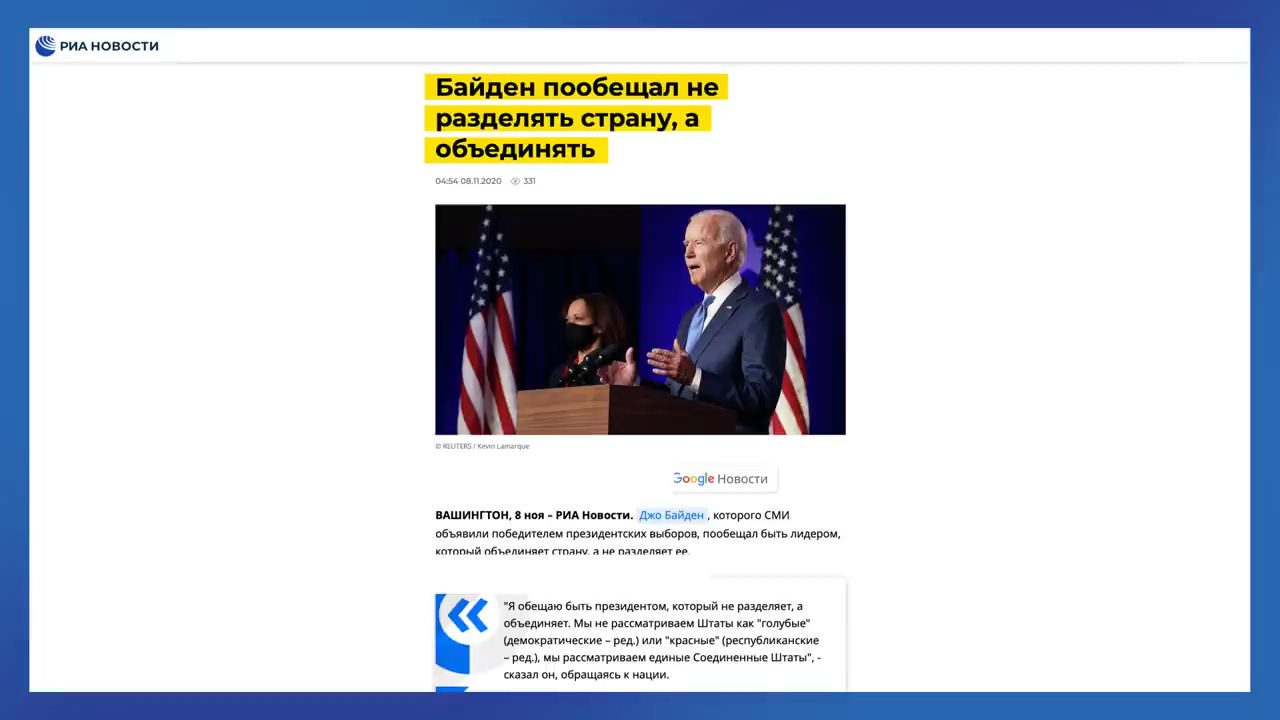 РИА НОВОСТИ
Байден пообещал не
разделять страну, а
объединять
04:54 08.11.2020 331
© REUTERS / Kevin Lamarque
Google Новости
ВАШИНГТОН, 8 ноя – РИА Новости. Джо Байден , которого СМИ
объявили победителем президентских выборов, пообещал быть лидером,
который объединяет страну, а не разделяет ее.
"Я обещаю быть президентом, который не разделяет, а
объединяет. Мы не рассматриваем Штаты как "голубые"
(демократические – ред.) или "красные" (республиканские
– ред.), мы рассматриваем единые Соединенные Штаты", -
сказал он, обращаясь к нации.